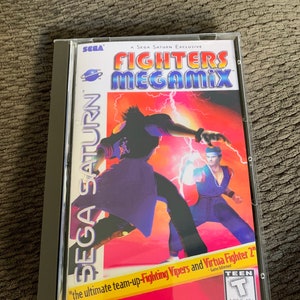 A SEGA SATURN EXCLUSIVE
SEGA
FIGHTERS
MEGAMIX
SEGA SATURN
"the ultimate team-up-Fighting Vipers and Virtua Fighter 2"
TEEN
T